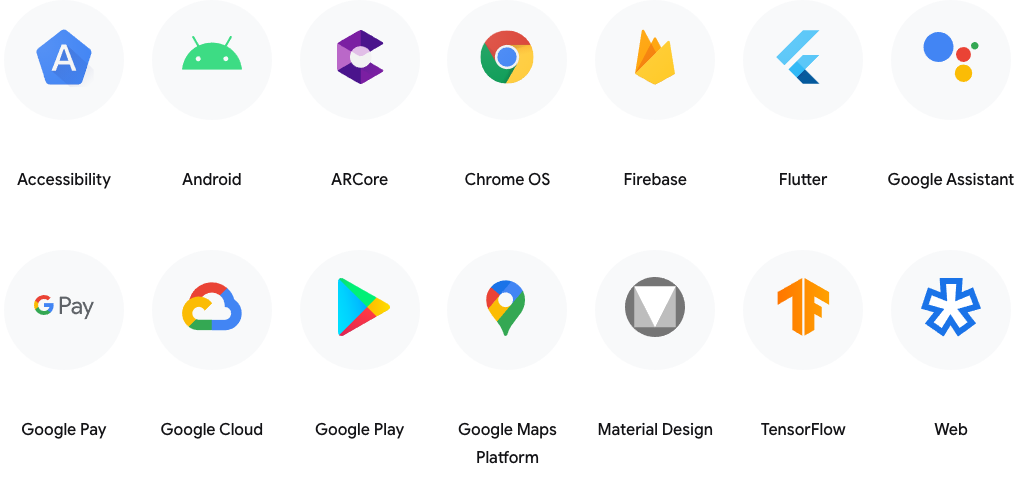 A
Accessibility
Android
ARCore
Chrome OS
Firebase
Flutter
Google Assistant
G Pay
Google Pay
Google Cloud
Google Play
Google Maps
Platform
Material Design
TensorFlow
Web